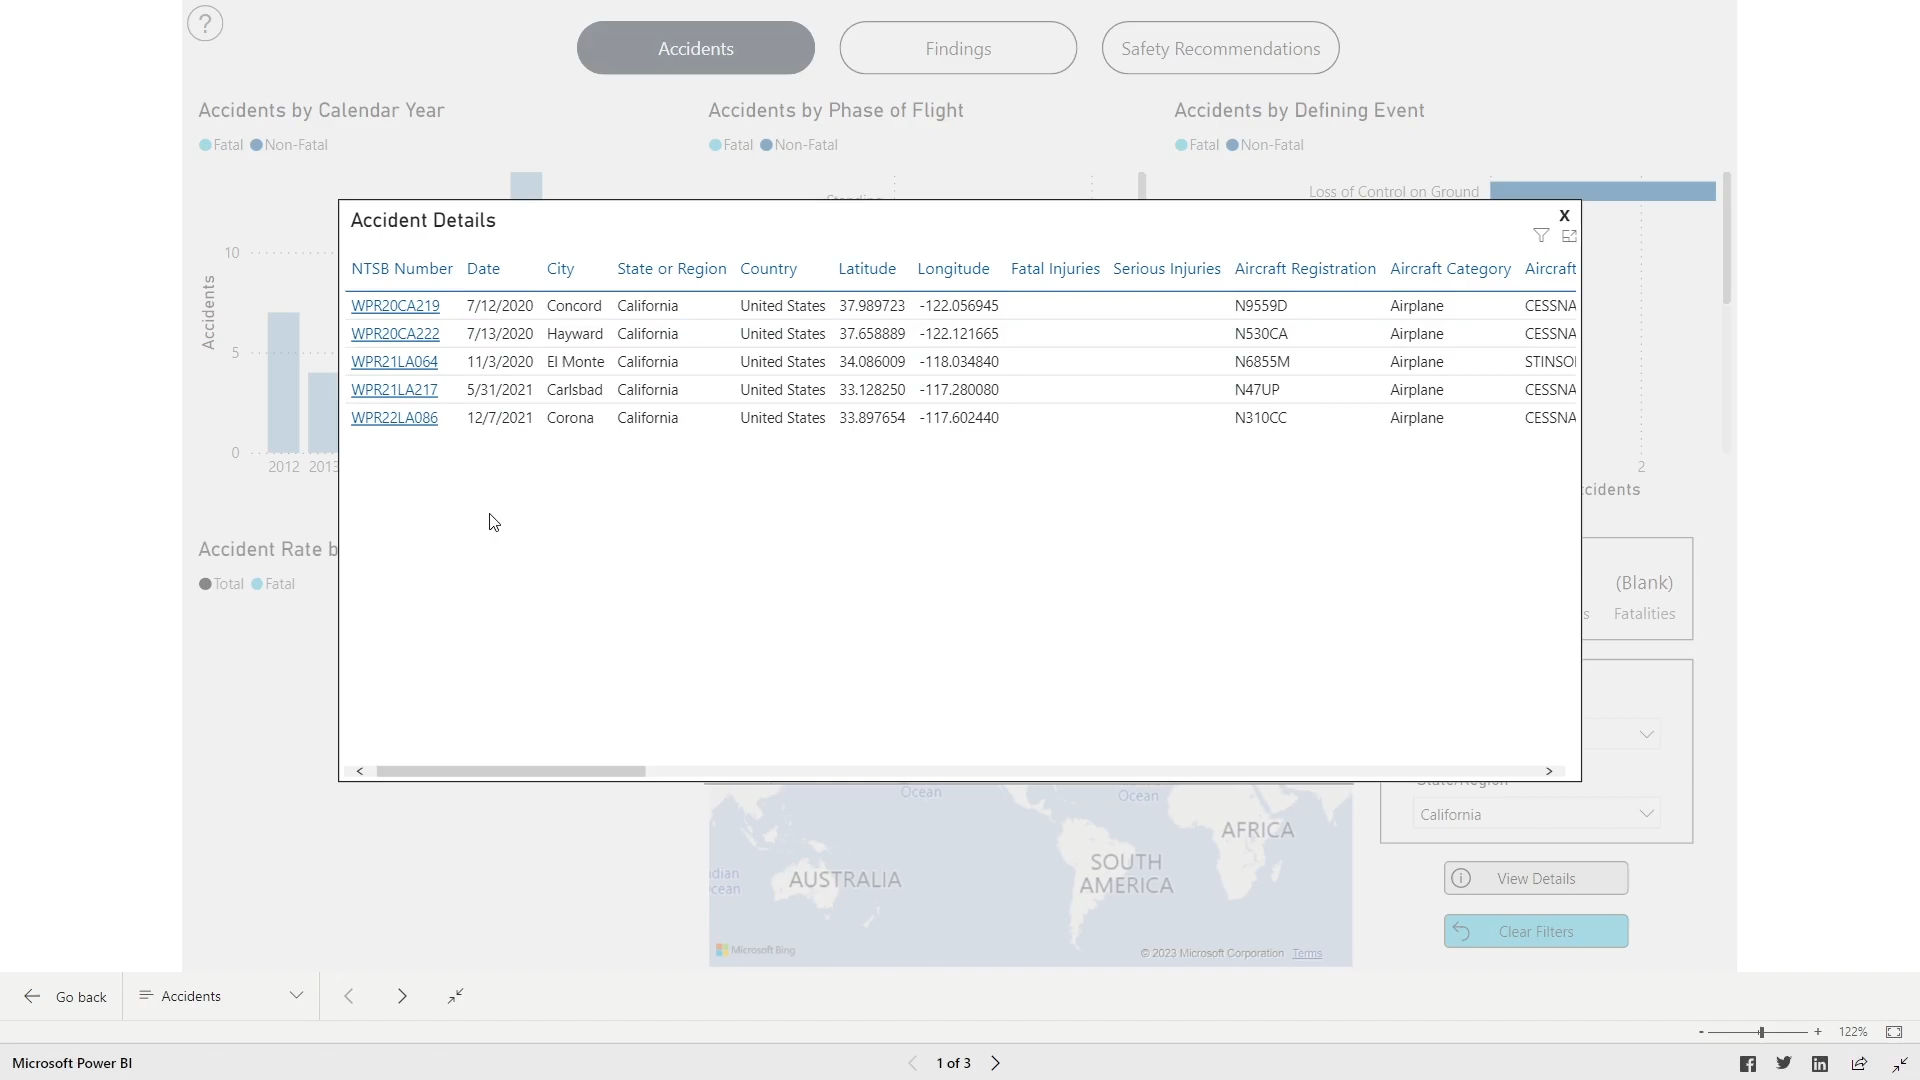 ?
Accidents
Findings
Safety Recommendations
Accidents by Calendar Year
Fatal Non-Fatal
Accidents by Phase of Flight
Fatal Non-Fatal
Accidents by Defining Event
Fatal Non-Fatal
Loss of Control on Ground
Accidents
10
5
0
2012 2013
2
Accident Details
X
NTSB Number Date City State or Region Country Latitude Longitude Fatal Injuries Serious Injuries Aircraft Registration Aircraft Category Aircraft
WPR20CA219 7/12/2020 Concord California United States 37.989723 -122.056945 N9559D Airplane CESSNA
WPR20CA222 7/13/2020 Hayward California United States 37.658889 -122.121665 N530CA Airplane CESSNA
WPR21LA064 11/3/2020 El Monte California United States 34.086009 -118.034840 N6855M Airplane STINSO
WPR21LA217 5/31/2021 Carlsbad California United States 33.128250 -117.280080 N47UP Airplane CESSNA
WPR22LA086 12/7/2021 Corona California United States 33.897654 -117.602440 N310CC Airplane CESSNA
Accident Rate b
Total Fatal
(Blank)
Fatalities
California
View Details
Clear Filters
Ocean
Ocean
AFRICA
SOUTH
AMERICA
AUSTRALIA
Microsoft Bing
© 2023 Microsoft Corporation Terms
Go back
Accidents
- + 122%
Microsoft Power BI
1 of 3